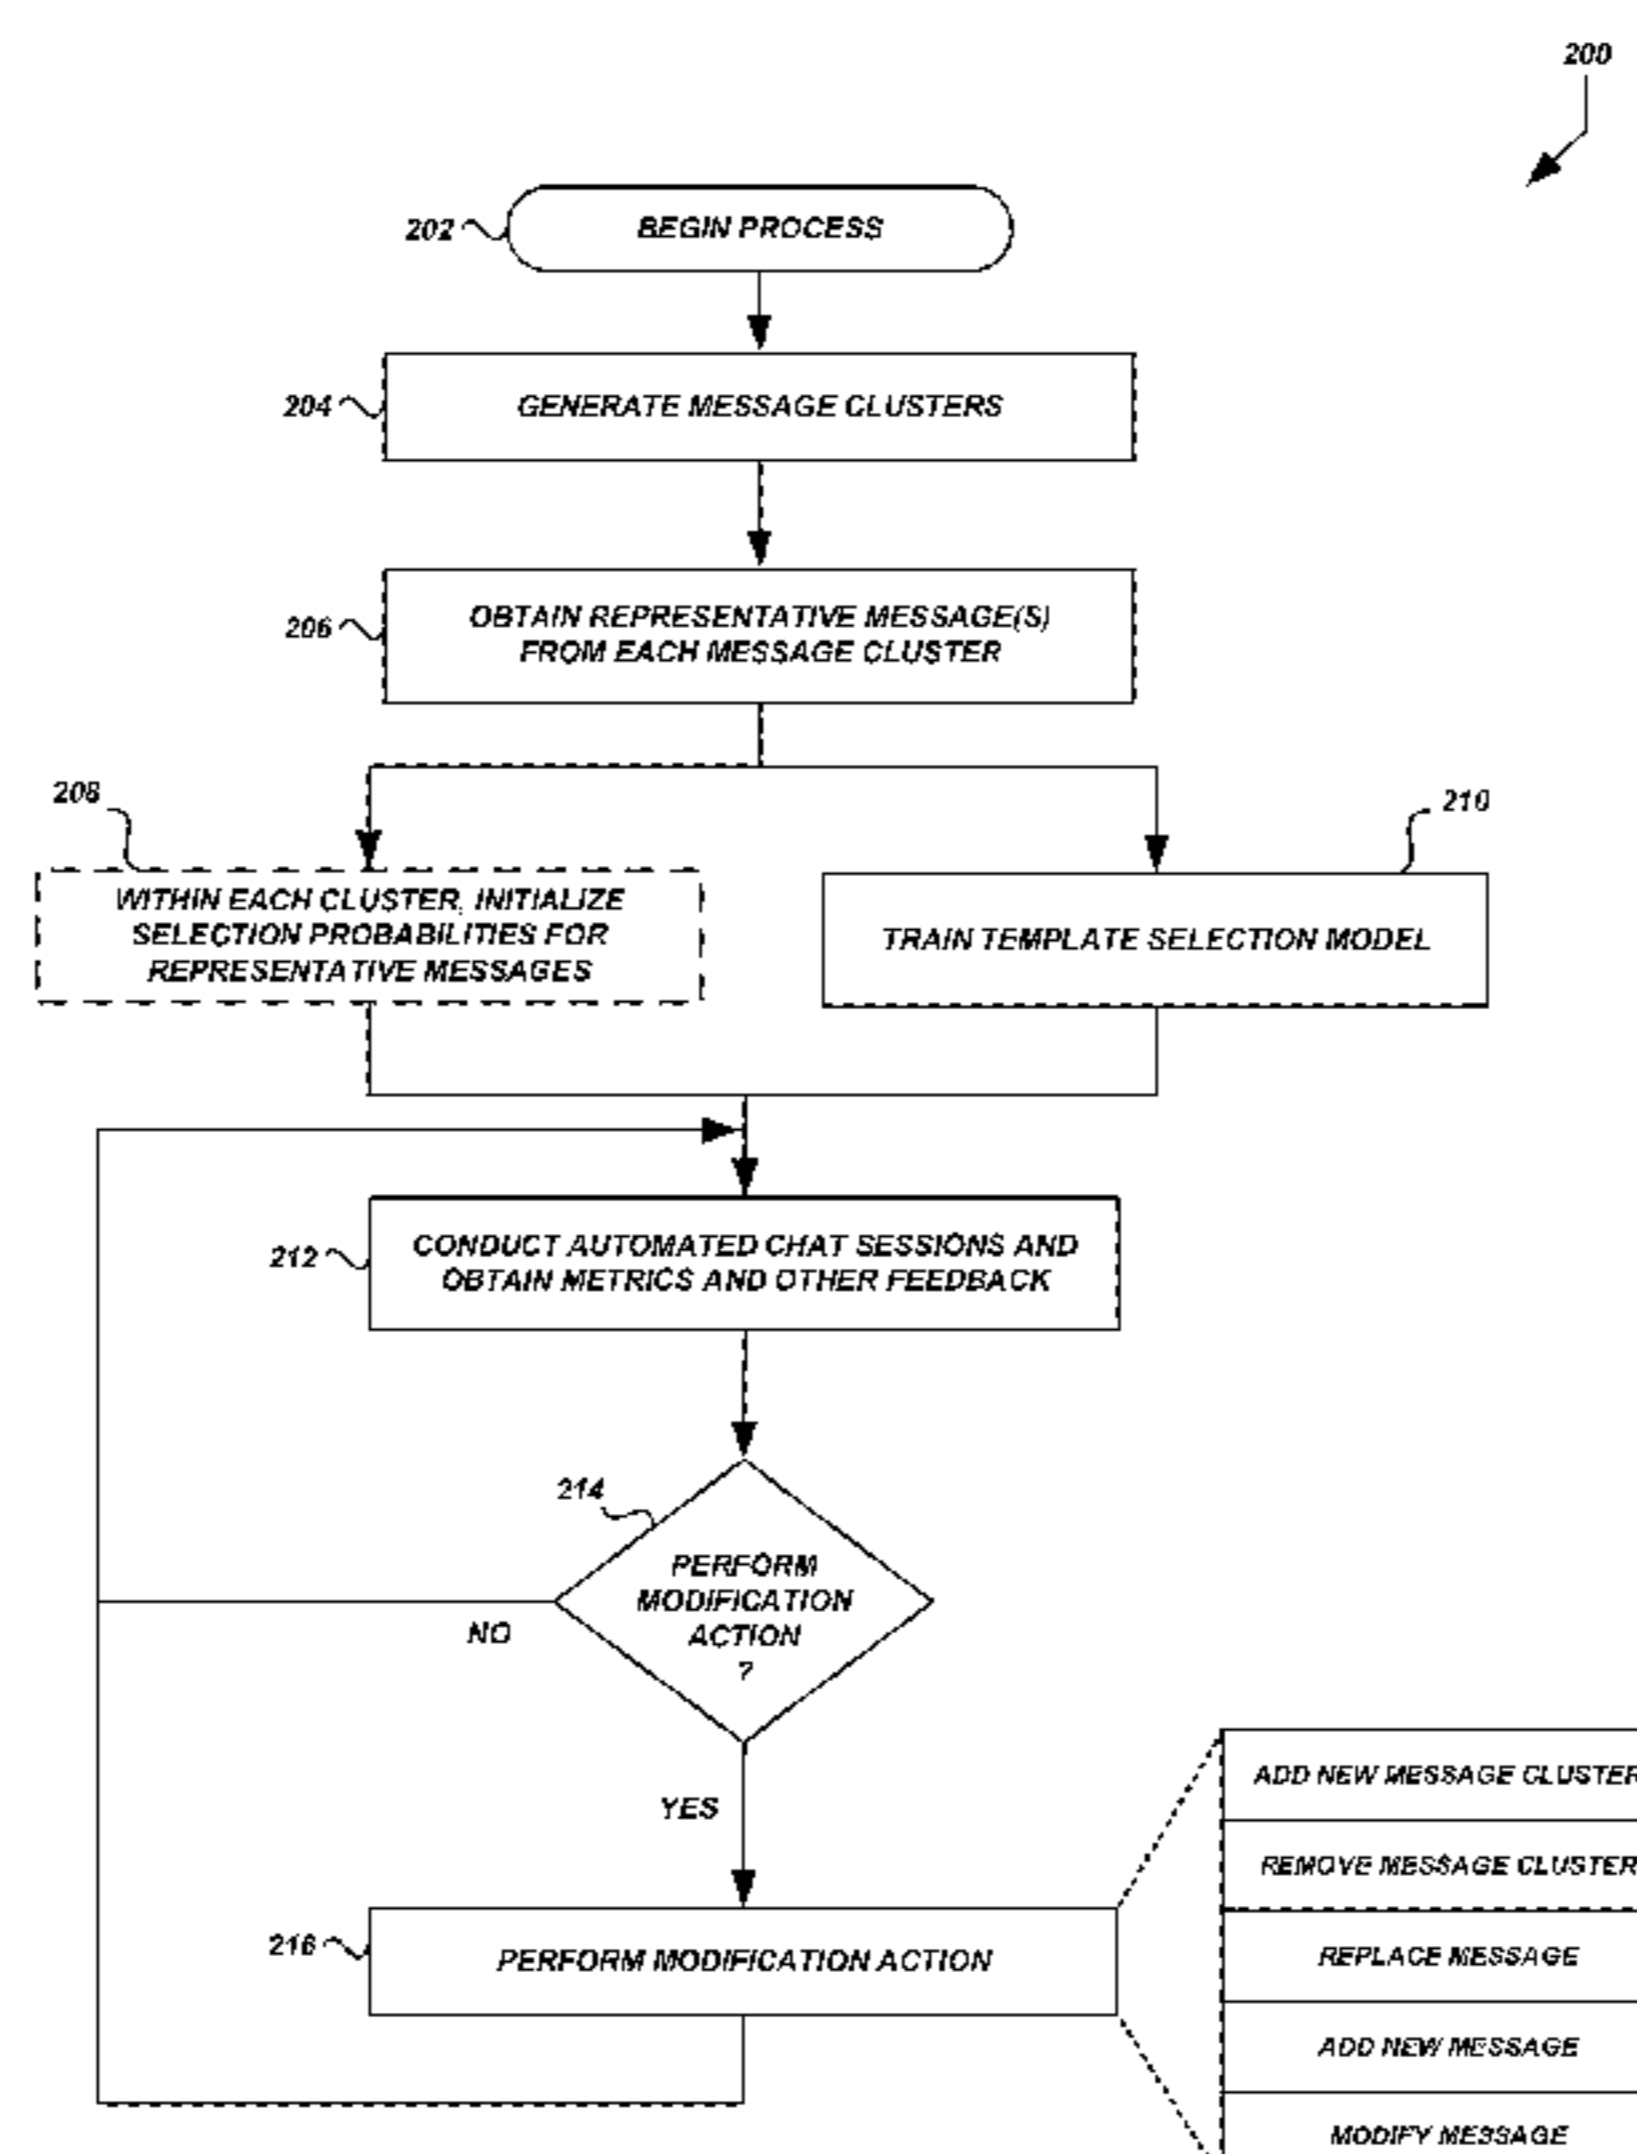 200
202
BEGIN PROCESS
204
GENERATE MESSAGE CLUSTERS
206
OBTAIN REPRESENTATIVE MESSAGE(S)
FROM EACH MESSAGE CLUSTER
208
210
WITHIN EACH CLUSTER, INITIALIZE
SELECTION PROBABILITIES FOR
REPRESENTATIVE MESSAGES
TRAIN TEMPLATE SELECTION MODEL
212
CONDUCT AUTOMATED CHAT SESSIONS AND
OBTAIN METRICS AND OTHER FEEDBACK
214
PERFORM
MODIFICATION
ACTION
?
NO
YES
216
PERFORM MODIFICATION ACTION
ADD NEW MESSAGE CLUSTER
REMOVE MESSAGE CLUSTER
REPLACE MESSAGE
ADD NEW MESSAGE
MODIFY MESSAGE